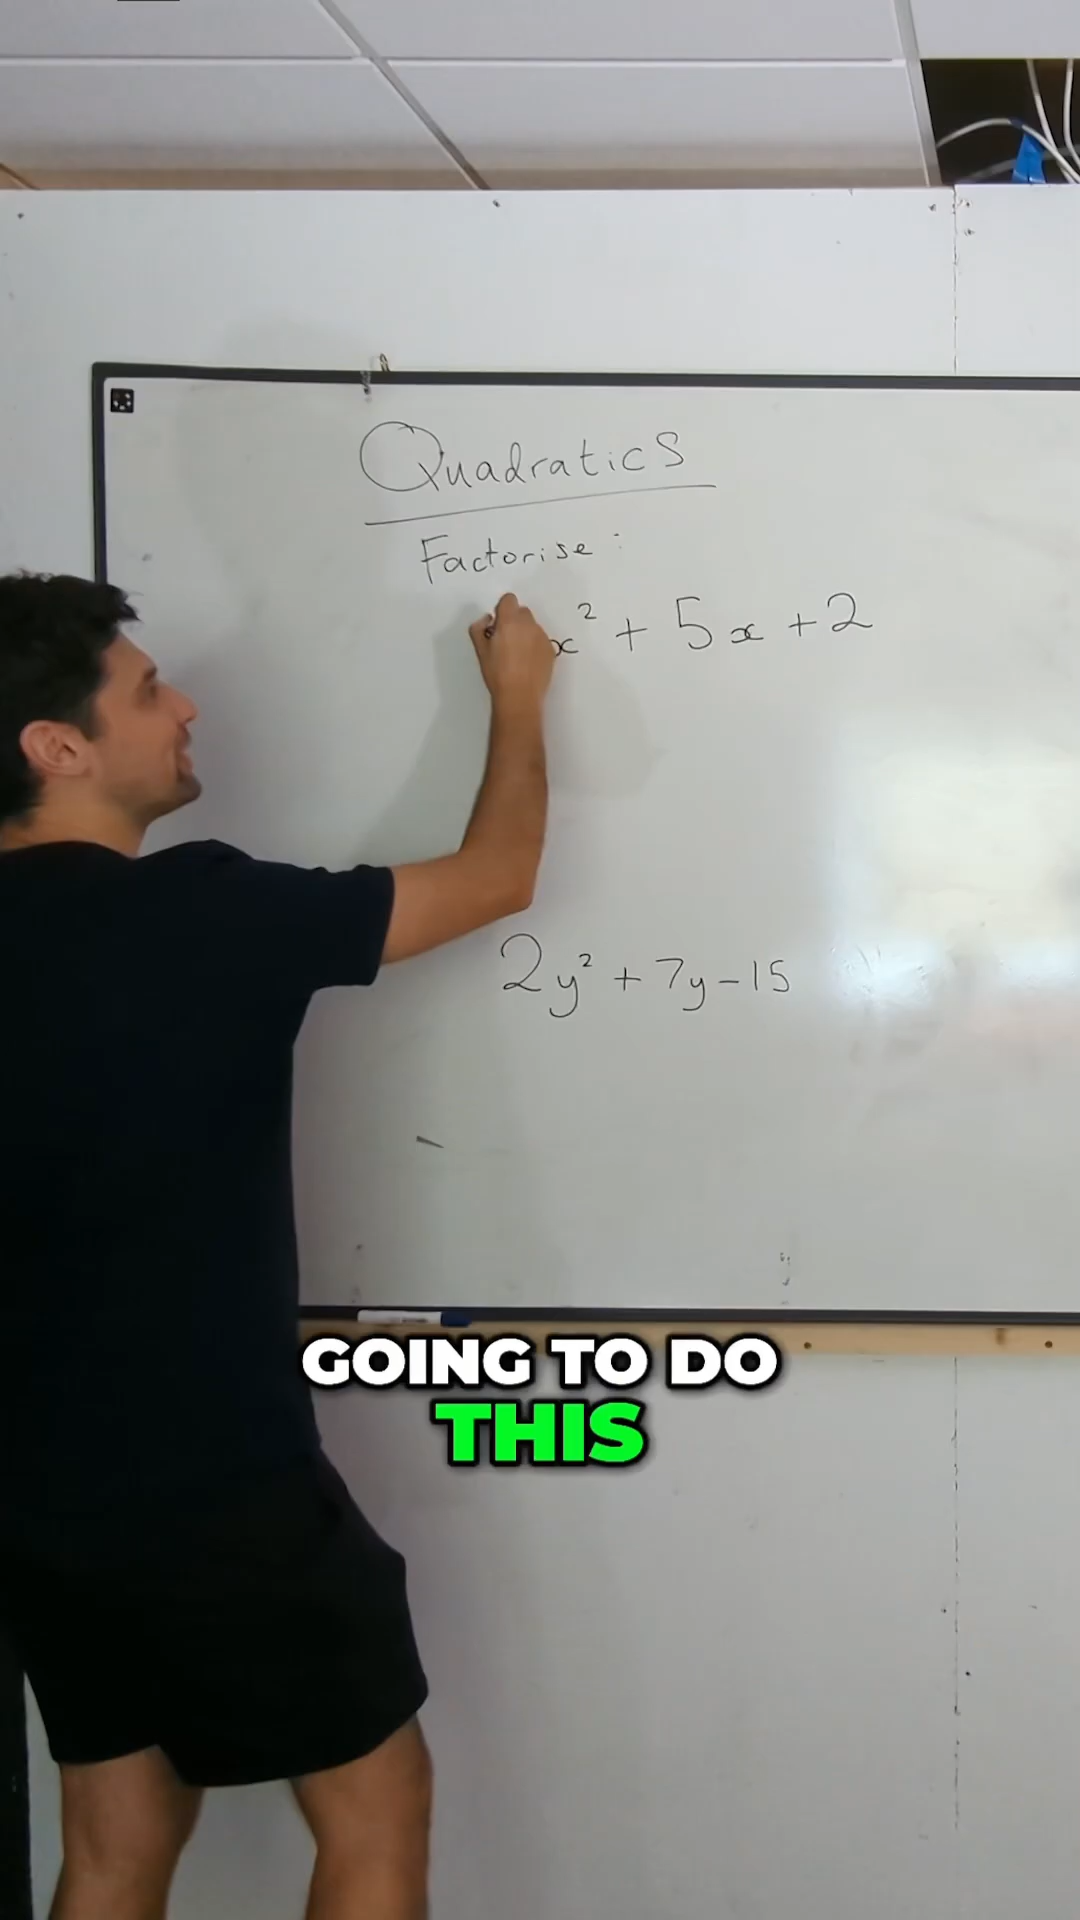 Quadratics
Factorise:
x² + 5x + 2
2y² + 7y - 15
GOING TO DO
THIS